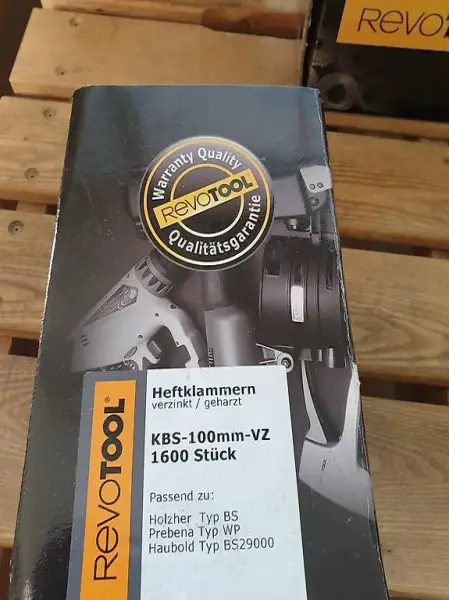 REVOTO
Warranty Quality
REVOTOOL
Qualitätsgarantie
REVOTOOL®
Heftklammern
verzinkt / geharzt
KBS-100mm-VZ
1600 Stück
Passend zu:
Holzher Typ BS
Prebena Typ WP
Haubold Typ BS29000